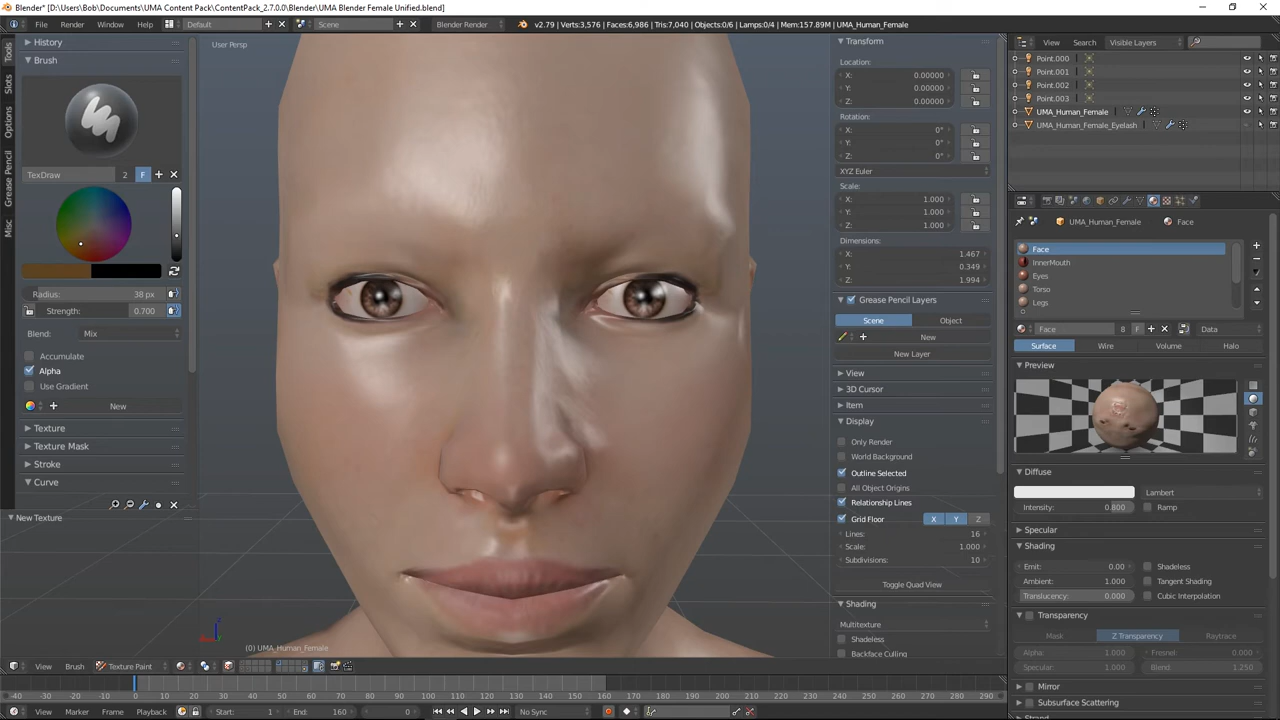 Blender* [D:\Users\Bob\Documents\UMA Content Pack\ContentPack_2.7.0.0\Blender\UMA Blender Female Unified.blend]
File Render Window Help Default Scene Blender Render v2.79 | Verts:3,576 | Faces:6,986 | Tris:7,040 | Objects:0/6 | Lamps:0/4 | Mem:157.89M | UMA_Human_Female
Tools
Slots
Options
Grease Pencil
Misc
History
Brush
TexDraw 2 F
Radius: 38 px
Strength: 0.700
Blend: Mix
Accumulate
Alpha
Use Gradient
New
Texture
Texture Mask
Stroke
Curve
New Texture
User Persp
(0) UMA_Human_Female
Transform
Location:
X: 0.00000
Y: 0.00000
Z: 0.00000
Rotation:
X: 0°
Y: 0°
Z: 0°
XYZ Euler
Scale:
X: 1.000
Y: 1.000
Z: 1.000
Dimensions:
X: 1.467
Y: 0.349
Z: 1.994
Grease Pencil Layers
Scene Object
New
New Layer
View
3D Cursor
Item
Display
Only Render
World Background
Outline Selected
All Object Origins
Relationship Lines
Grid Floor X Y Z
Lines: 16
Scale: 1.000
Subdivisions: 10
Toggle Quad View
Shading
Multitexture
Shadeless
Backface Culling
View Search Visible Layers
Point.000
Point.001
Point.002
Point.003
UMA_Human_Female
UMA_Human_Female_Eyelash
UMA_Human_Female Face
Face
InnerMouth
Eyes
Torso
Legs
Face 8 F Data
Surface Wire Volume Halo
Preview
Diffuse
Lambert
Intensity: 0.800 Ramp
Specular
Shading
Emit: 0.00 Shadeless
Ambient: 1.000 Tangent Shading
Translucency: 0.000 Cubic Interpolation
Transparency
Mask Z Transparency Raytrace
Alpha: 1.000 Fresnel: 0.000
Specular: 1.000 Blend: 1.250
Mirror
Subsurface Scattering
View Brush Texture Paint
-40 -30 -20 -10 0 10 20 30 40 50 60 70 80 90 100 110 120 130 140 150 160 170 180 190 200 210 220 230 240 250 260 270 280 290
View Marker Frame Playback Start: 1 End: 160 0 No Sync